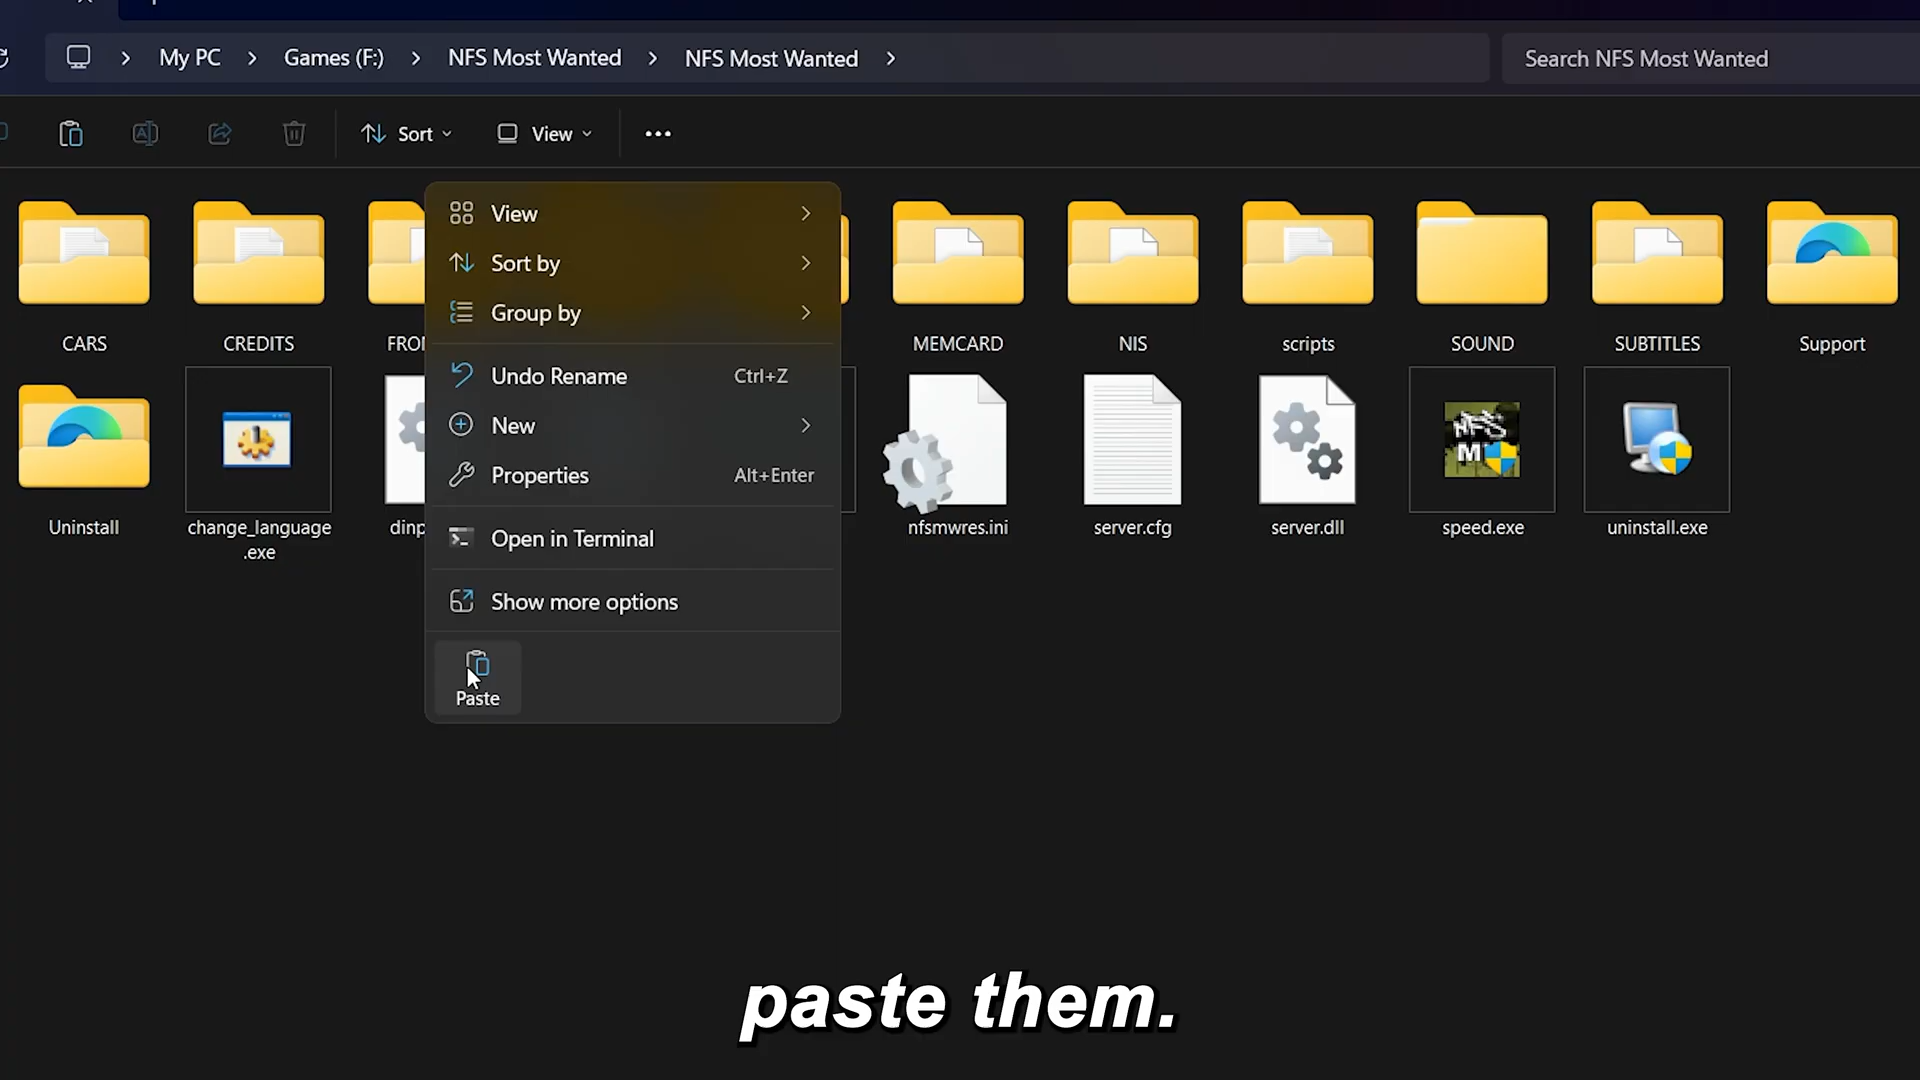 My PC > Games (F:) > NFS Most Wanted > NFS Most Wanted >
Search NFS Most Wanted
Sort
View
CARS
CREDITS
MEMCARD
NIS
scripts
SOUND
SUBTITLES
Support
View
Sort by
Group by
Undo Rename Ctrl+Z
New
Properties Alt+Enter
Open in Terminal
Show more options
Paste
Uninstall
change_language
.exe
nfsmwres.ini
server.cfg
server.dll
speed.exe
uninstall.exe
paste them.